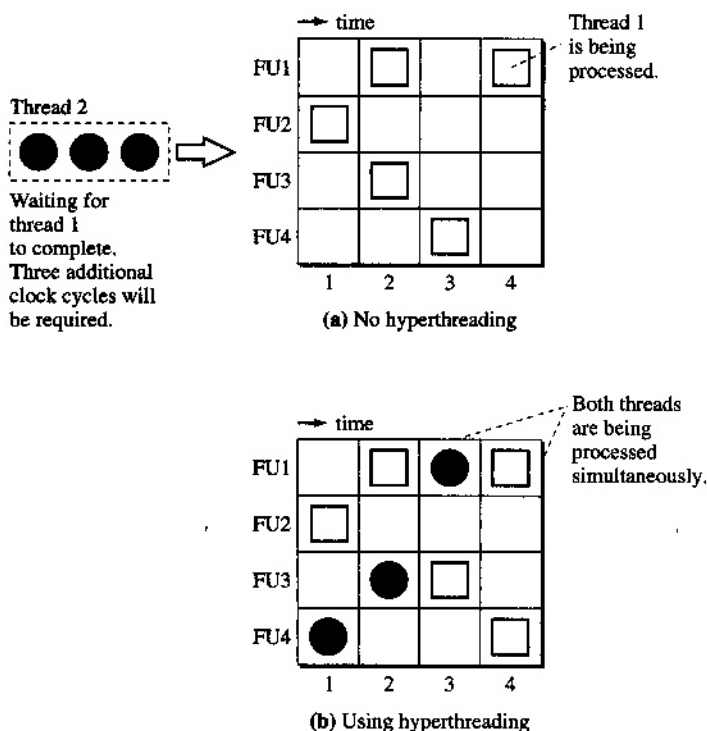 time
Thread 1
is being
processed.
FU1
FU2
FU3
FU4
1 2 3 4
Thread 2
Waiting for
thread 1
to complete.
Three additional
clock cycles will
be required.
(a) No hyperthreading
time
Both threads
are being
processed
simultaneously.
FU1
FU2
FU3
FU4
1 2 3 4
(b) Using hyperthreading